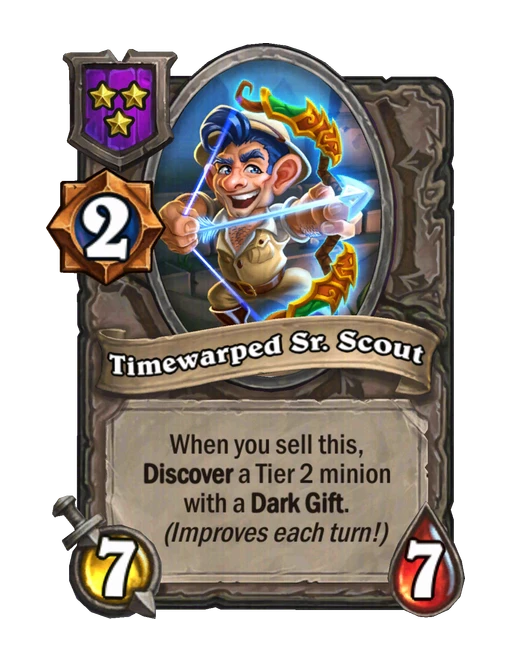 2
Timewarped Sr. Scout
When you sell this,
Discover a Tier 2 minion
with a Dark Gift.
(Improves each turn!)
7
7